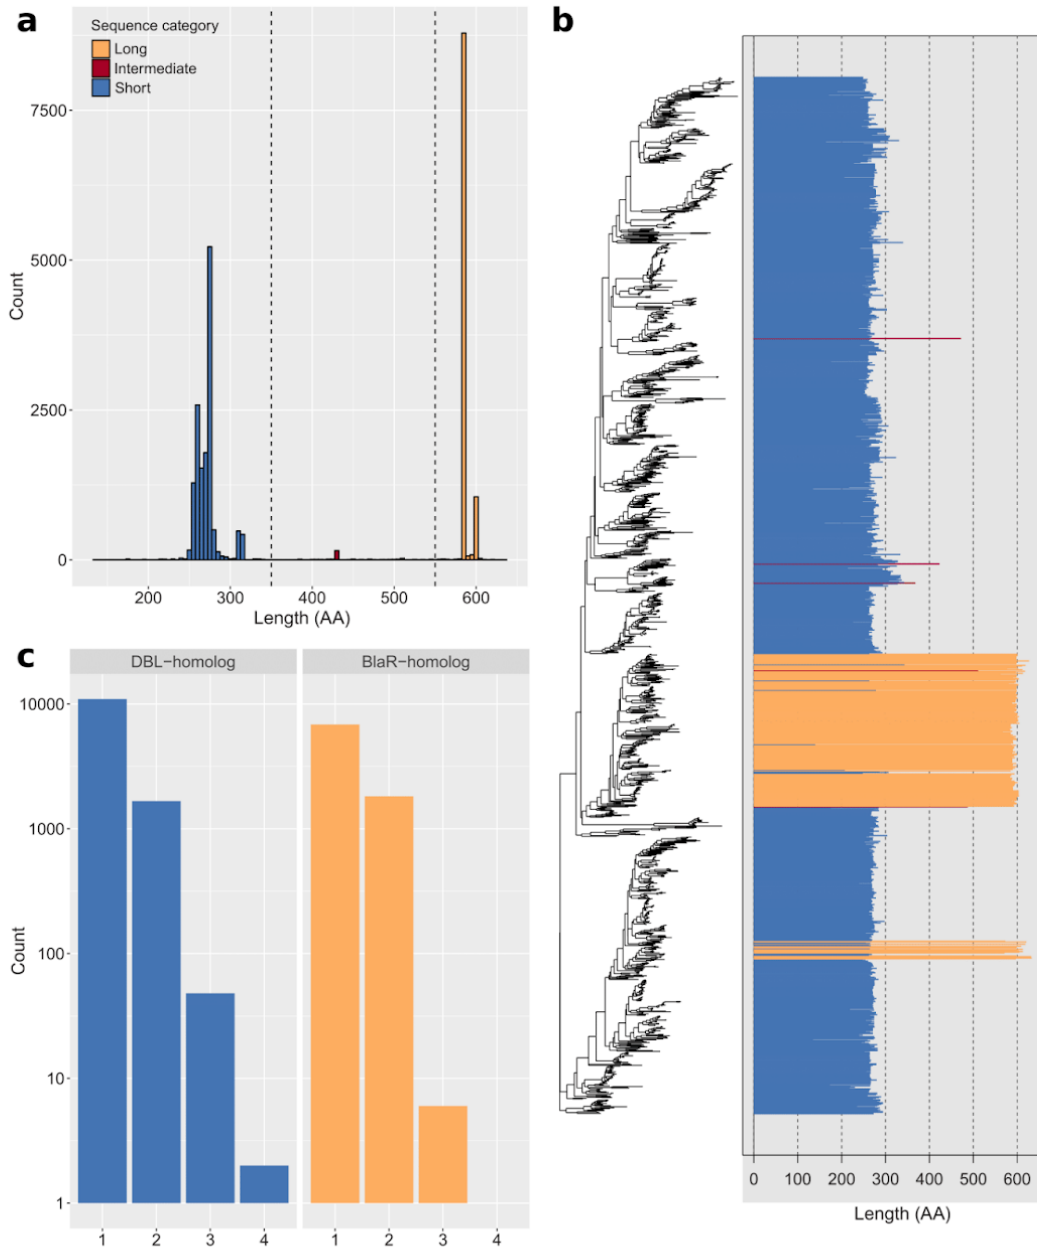 a
Sequence category
Long
Intermediate
Short
7500
5000
2500
0
Count
200 300 400 500 600
Length (AA)
b
0 100 200 300 400 500 600
Length (AA)
c
DBL−homolog BlaR−homolog
10000
1000
100
10
1
Count
1 2 3 4 1 2 3 4